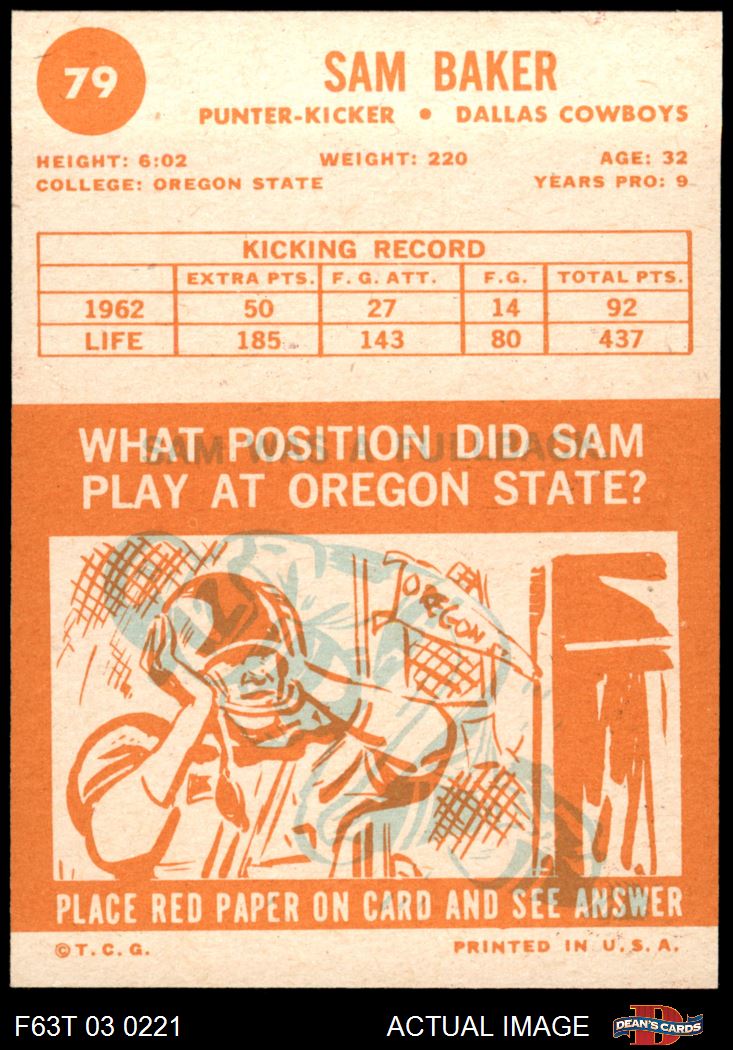 79
SAM BAKER
PUNTER-KICKER • DALLAS COWBOYS
HEIGHT: 6:02 WEIGHT: 220 AGE: 32
COLLEGE: OREGON STATE YEARS PRO: 9
KICKING RECORD
EXTRA PTS. F. G. ATT. F.G. TOTAL PTS.
1962 50 27 14 92
LIFE 185 143 80 437
WHAT POSITION DID SAM
SAM WAS A FULLBACK.
PLAY AT OREGON STATE?
OREGON
PLACE RED PAPER ON CARD AND SEE ANSWER
©T.C.G. PRINTED IN U.S.A.
F63T 03 0221 ACTUAL IMAGE D DEAN'S CARDS